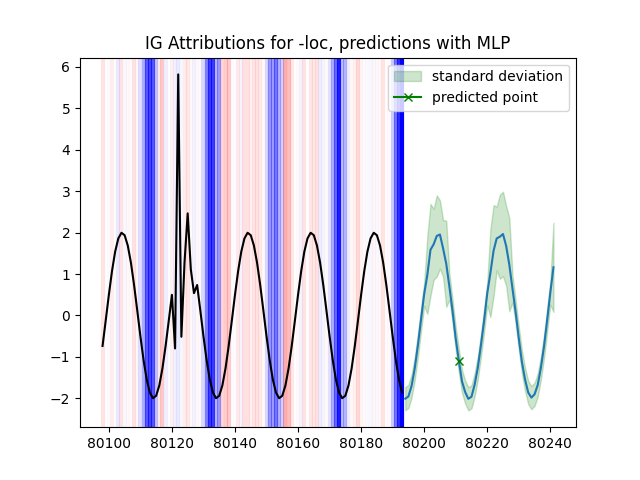 IG Attributions for -loc, predictions with MLP
standard deviation
predicted point
6
5
4
3
2
1
0
−1
−2
80100 80120 80140 80160 80180 80200 80220 80240